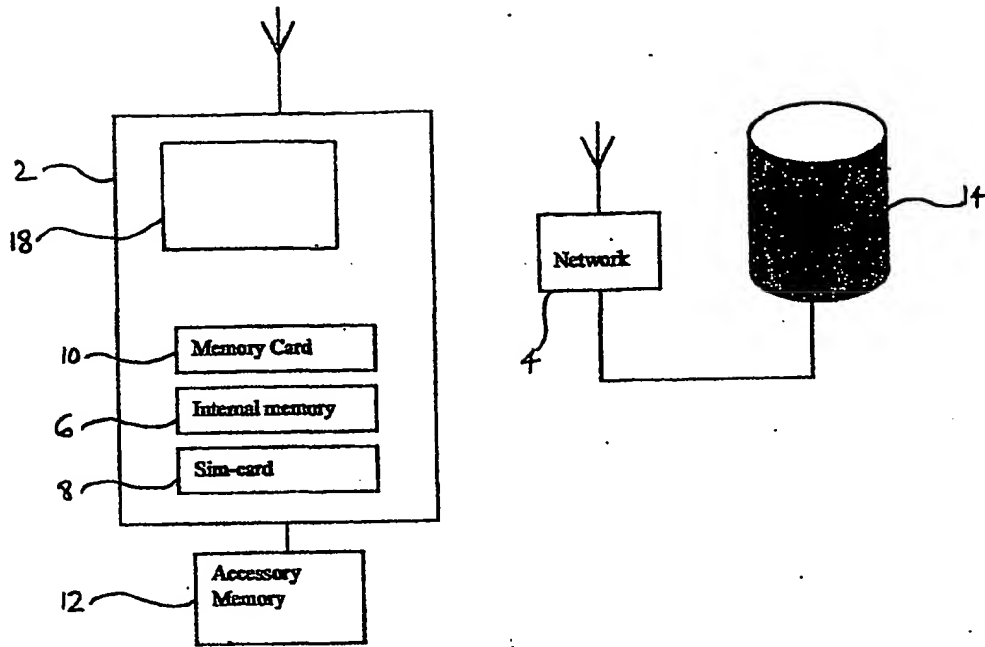 2
18
Network
14
4
10
Memory Card
6
Internal memory
8
Sim-card
12
Accessory
Memory